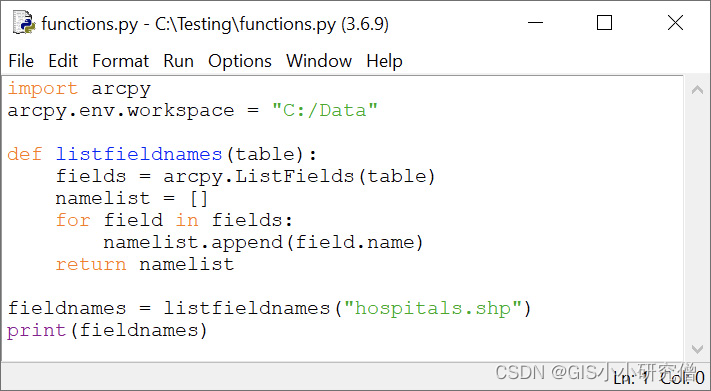 functions.py - C:\Testing\functions.py (3.6.9)
File Edit Format Run Options Window Help
import arcpy
arcpy.env.workspace = "C:/Data"

def listfieldnames(table):
    fields = arcpy.ListFields(table)
    namelist = []
    for field in fields:
        namelist.append(field.name)
    return namelist

fieldnames = listfieldnames("hospitals.shp")
print(fieldnames)
Ln: 1 Col: 0
CSDN @GIS小小研究僧